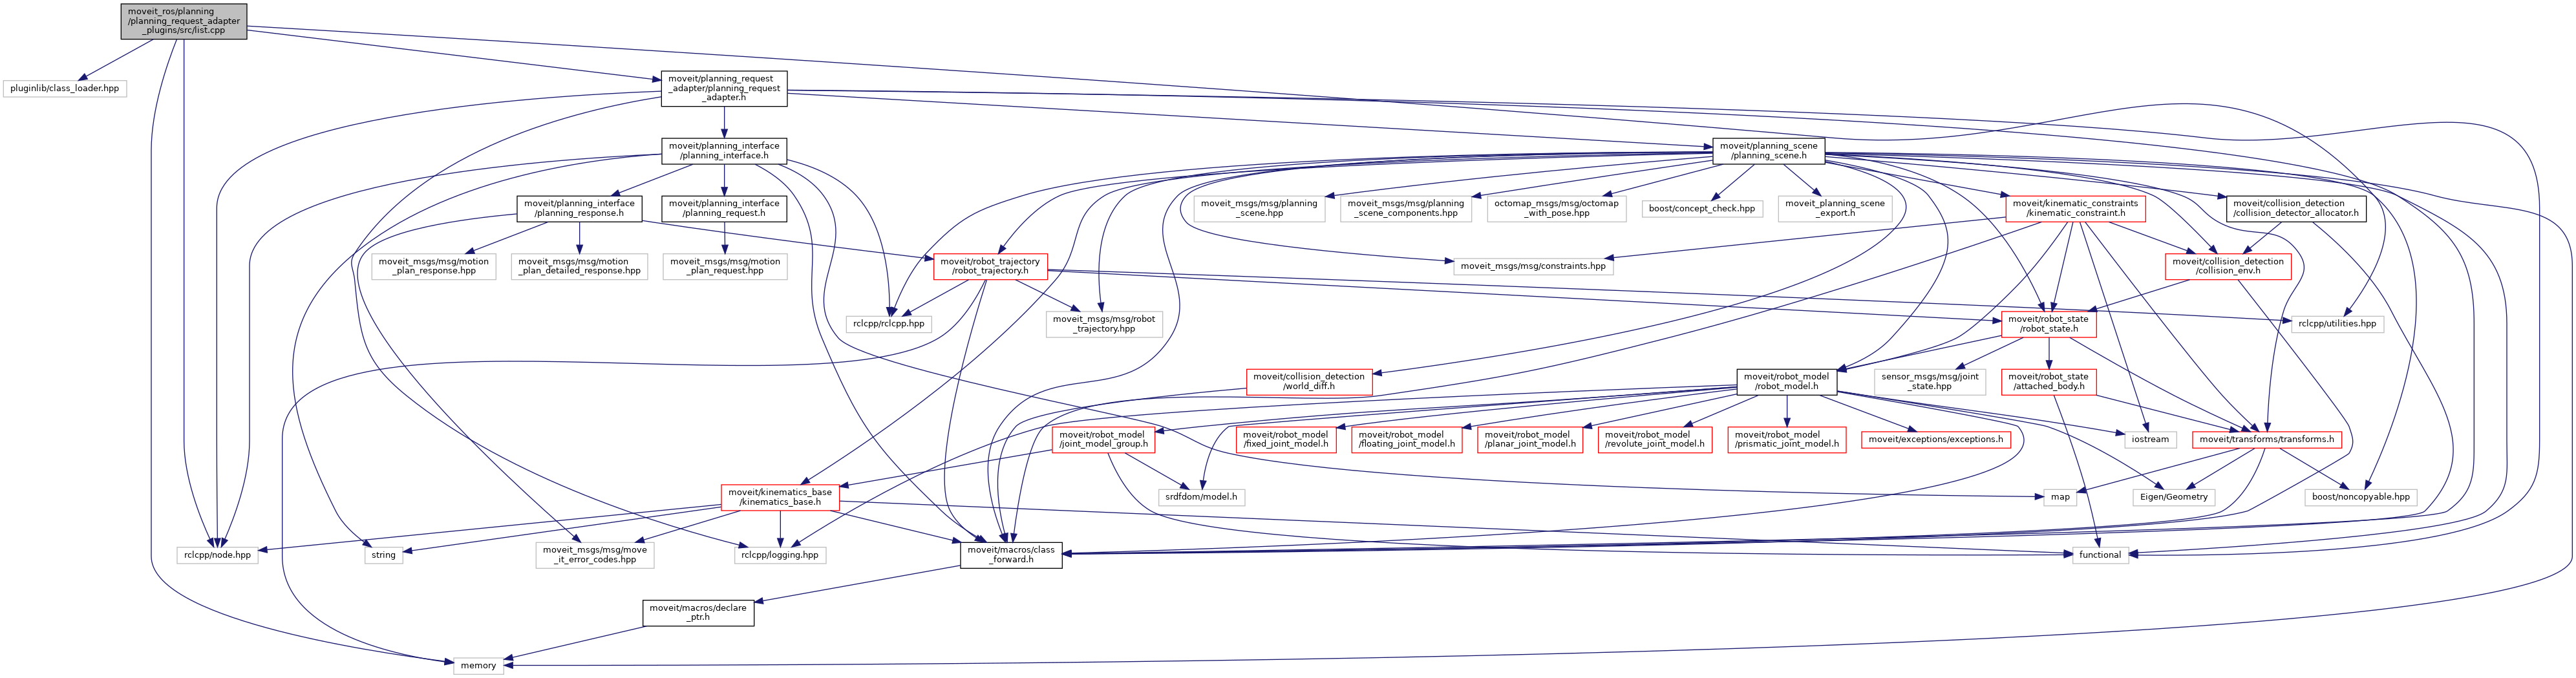 moveit_ros/planning
/planning_request_adapter
_plugins/src/list.cpp
pluginlib/class_loader.hpp
moveit/planning_request
_adapter/planning_request
_adapter.h
moveit/planning_interface
/planning_interface.h
moveit/planning_scene
/planning_scene.h
moveit/planning_interface
/planning_response.h
moveit/planning_interface
/planning_request.h
moveit_msgs/msg/planning
_scene.hpp
moveit_msgs/msg/planning
_scene_components.hpp
octomap_msgs/msg/octomap
_with_pose.hpp
boost/concept_check.hpp
moveit_planning_scene
_export.h
moveit/kinematic_constraints
/kinematic_constraint.h
moveit/collision_detection
/collision_detector_allocator.h
moveit_msgs/msg/motion
_plan_response.hpp
moveit_msgs/msg/motion
_plan_detailed_response.hpp
moveit_msgs/msg/motion
_plan_request.hpp
moveit/robot_trajectory
/robot_trajectory.h
moveit_msgs/msg/constraints.hpp
moveit/collision_detection
/collision_env.h
rclcpp/rclcpp.hpp
moveit_msgs/msg/robot
_trajectory.hpp
moveit/robot_state
/robot_state.h
rclcpp/utilities.hpp
moveit/collision_detection
/world_diff.h
moveit/robot_model
/robot_model.h
sensor_msgs/msg/joint
_state.hpp
moveit/robot_state
/attached_body.h
moveit/robot_model
/joint_model_group.h
moveit/robot_model
/fixed_joint_model.h
moveit/robot_model
/floating_joint_model.h
moveit/robot_model
/planar_joint_model.h
moveit/robot_model
/revolute_joint_model.h
moveit/robot_model
/prismatic_joint_model.h
moveit/exceptions/exceptions.h
iostream
moveit/transforms/transforms.h
moveit/kinematics_base
/kinematics_base.h
srdfdom/model.h
map
Eigen/Geometry
boost/noncopyable.hpp
rclcpp/node.hpp
string
moveit_msgs/msg/move
_it_error_codes.hpp
rclcpp/logging.hpp
moveit/macros/class
_forward.h
functional
moveit/macros/declare
_ptr.h
memory